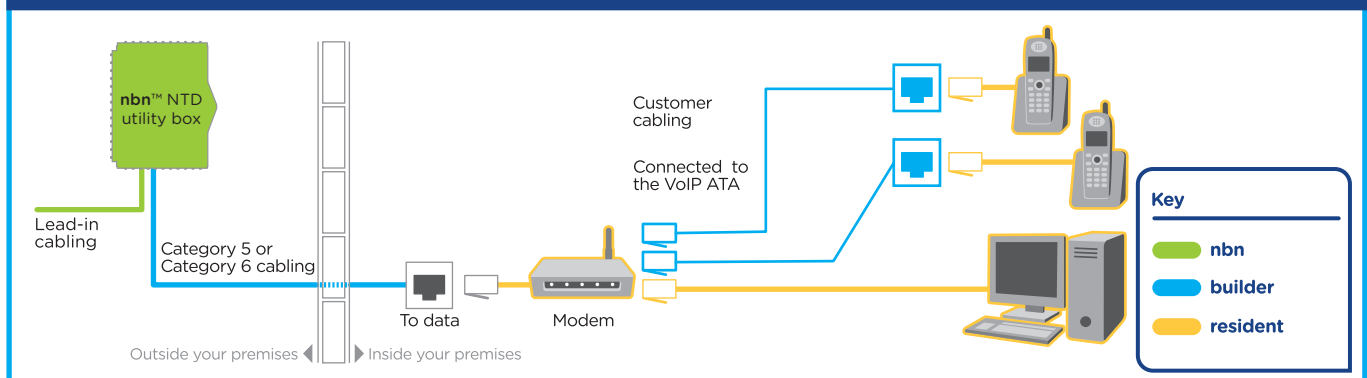 nbn™ NTD
utility box
Lead-in
cabling
Category 5 or
Category 6 cabling
Outside your premises
Inside your premises
To data
Modem
Customer
cabling
Connected to
the VoIP ATA
Key
nbn
builder
resident